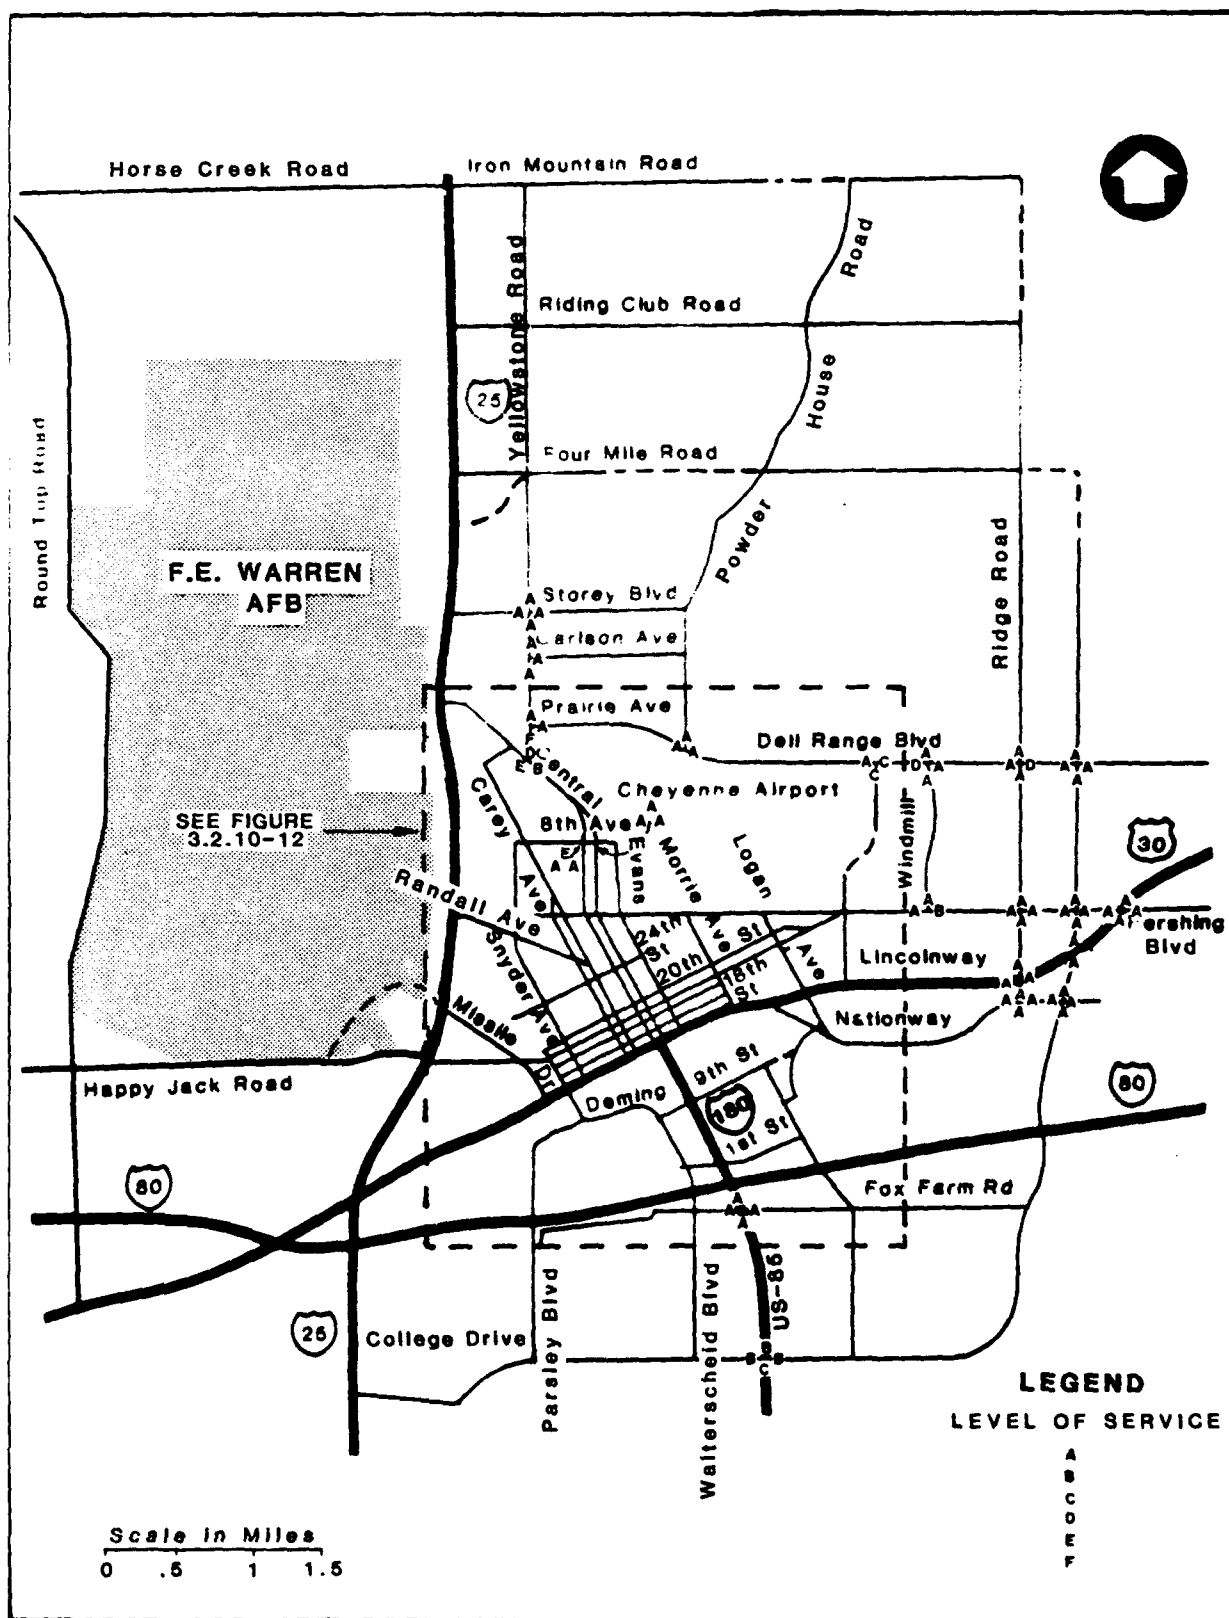 Horse Creek Road
Iron Mountain Road
Yellowstone Road
Road
House
Powder
Riding Club Road
25
Four Mile Road
Round Top Road
F.E. WARREN
AFB
Ridge Road
Storey Blvd
Carlson Ave
Prairie Ave
Dell Range Blvd
Central
Cheyenne Airport
SEE FIGURE
3.2.10-12
Carey
Ave
8th Ave
Evans
Morrie
Ave
Logan
Ave
Windmill
30
Randall Ave
Snyder
Ave
24th
St
20th
St
18th
St
Pershing
Blvd
Lincolnway
Missile
Dr
Nationway
Happy Jack Road
Deming
9th St
180
1st St
80
80
Fox Farm Rd
US-85
25
College Drive
Parsley Blvd
Walterscheid Blvd
LEGEND
LEVEL OF SERVICE
A
B
C
D
E
F
Scale in Miles
0 .5 1 1.5